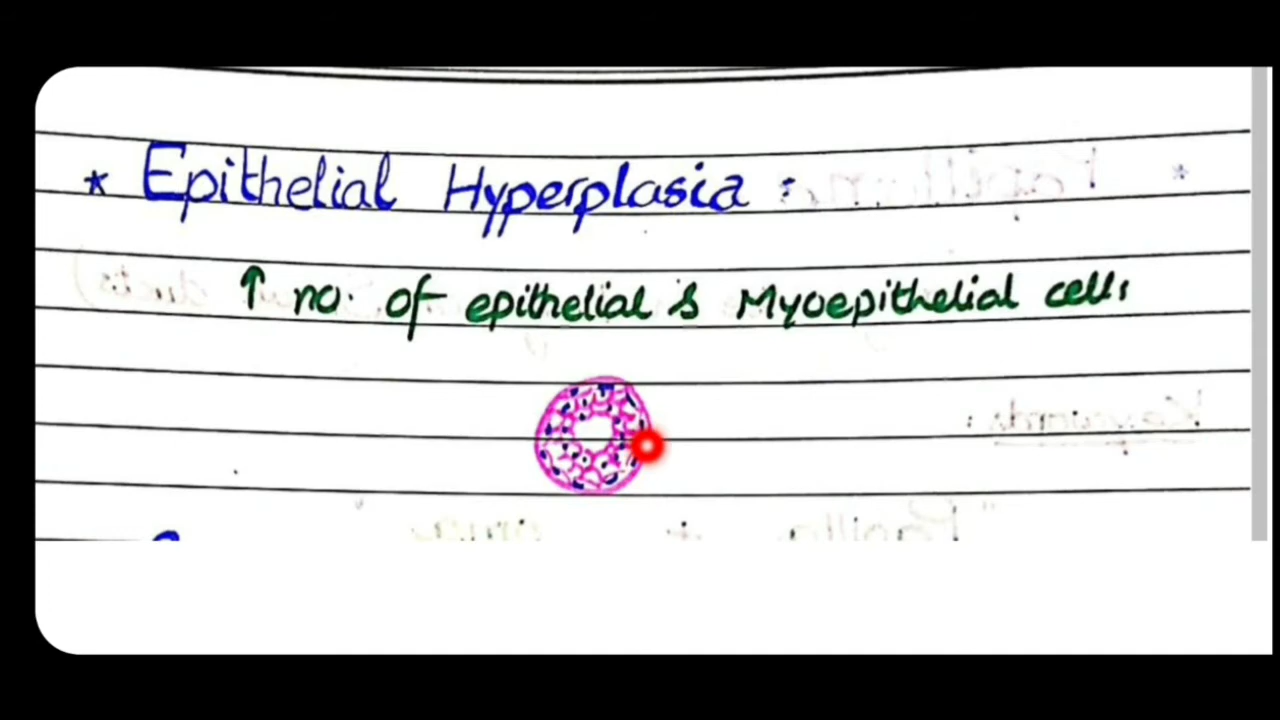 * Epithelial Hyperplasia :
↑ no. of epithelial & Myoepithelial cells